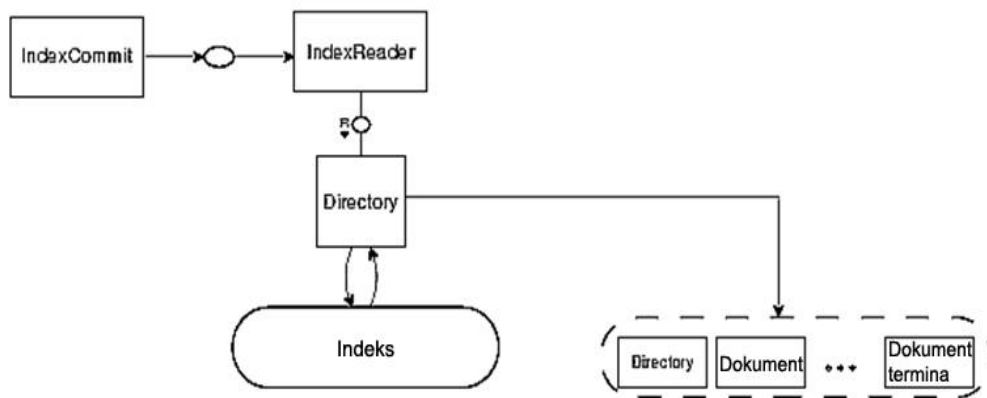 IndexCommit
IndexReader
R
Directory
Indeks
Directory
Dokument
...
Dokument
termina